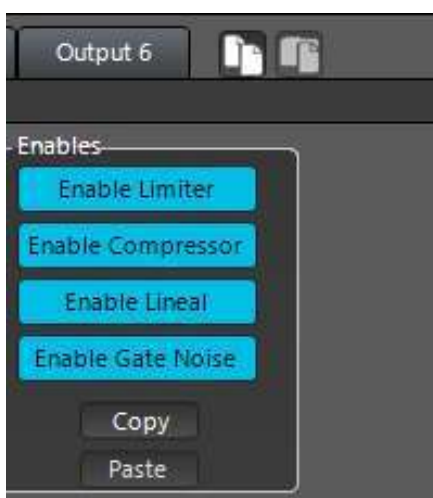 Output 6
Enables
Enable Limiter
Enable Compressor
Enable Lineal
Enable Gate Noise
Copy
Paste